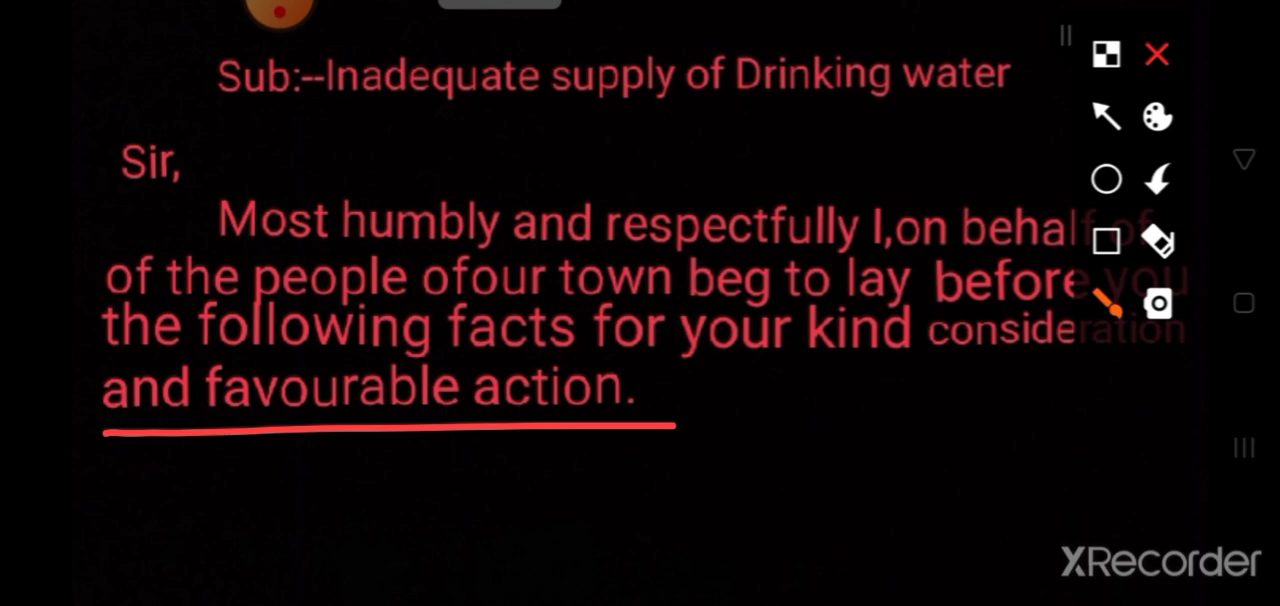 Sub:--Inadequate supply of Drinking water
Sir,
Most humbly and respectfully I,on behalf of
of the people ofour town beg to lay before you
the following facts for your kind consideration
and favourable action.
XRecorder